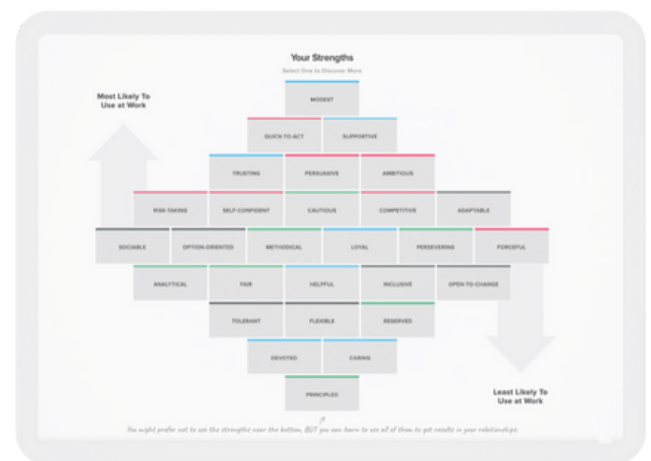 Your Strengths
Select One to Discover More
Most Likely To
Use at Work
MODEST
QUICK-TO-ACT SUPPORTIVE
TRUSTING PERSUASIVE AMBITIOUS
RISK-TAKING SELF-CONFIDENT CAUTIOUS COMPETITIVE ADAPTABLE
SOCIABLE OPTION-ORIENTED METHODICAL LOYAL PERSEVERING FORCEFUL
ANALYTICAL FAIR HELPFUL INCLUSIVE OPEN-TO-CHANGE
TOLERANT FLEXIBLE RESERVED
DEVOTED CARING
PRINCIPLED
Least Likely To
Use at Work
You might prefer not to use the strengths near the bottom, BUT you can learn to use all of them to get results in your relationships